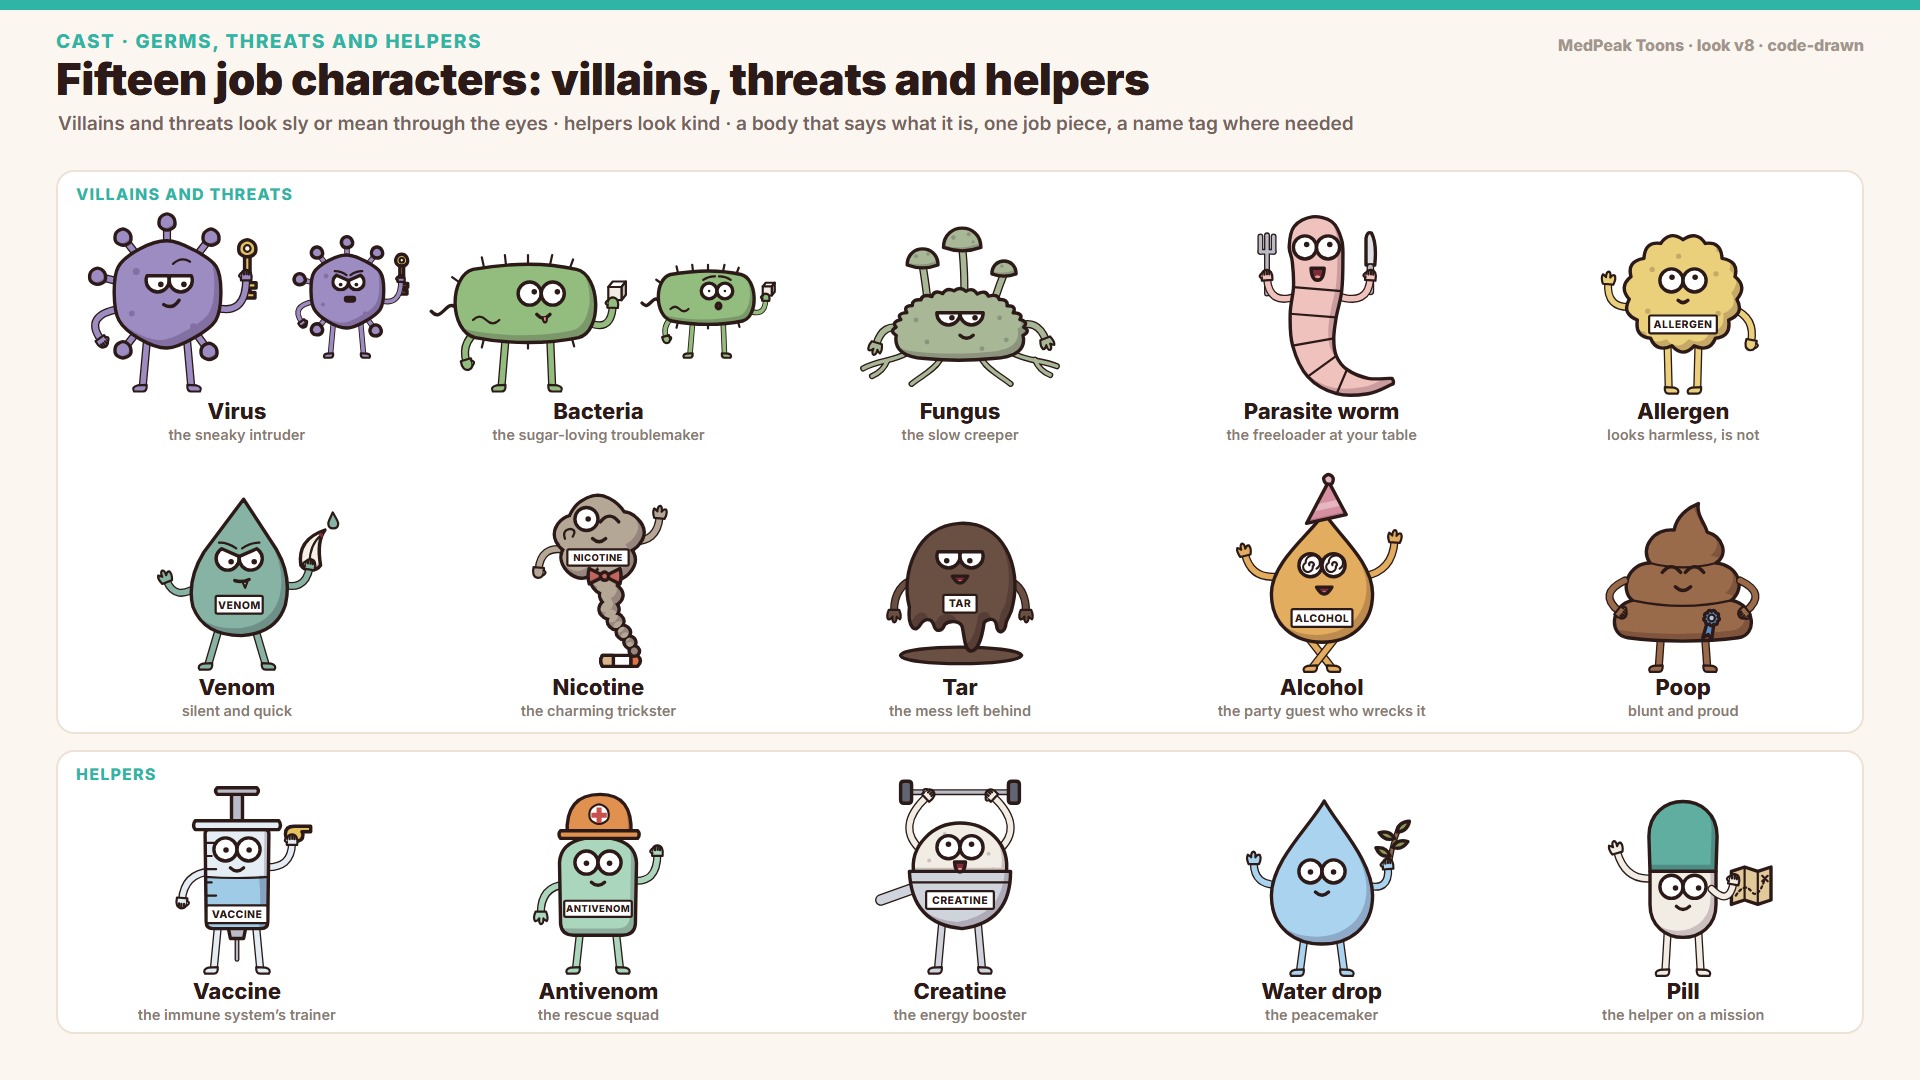 CAST · GERMS, THREATS AND HELPERS
MedPeak Toons · look v8 · code-drawn
Fifteen job characters: villains, threats and helpers
Villains and threats look sly or mean through the eyes · helpers look kind · a body that says what it is, one job piece, a name tag where needed
VILLAINS AND THREATS
ALLERGEN
Virus
Bacteria
Fungus
Parasite worm
Allergen
the sneaky intruder
the sugar-loving troublemaker
the slow creeper
the freeloader at your table
looks harmless, is not
VENOM
NICOTINE
TAR
ALCOHOL
Venom
Nicotine
Tar
Alcohol
Poop
silent and quick
the charming trickster
the mess left behind
the party guest who wrecks it
blunt and proud
HELPERS
VACCINE
ANTIVENOM
CREATINE
Vaccine
Antivenom
Creatine
Water drop
Pill
the immune system's trainer
the rescue squad
the energy booster
the peacemaker
the helper on a mission